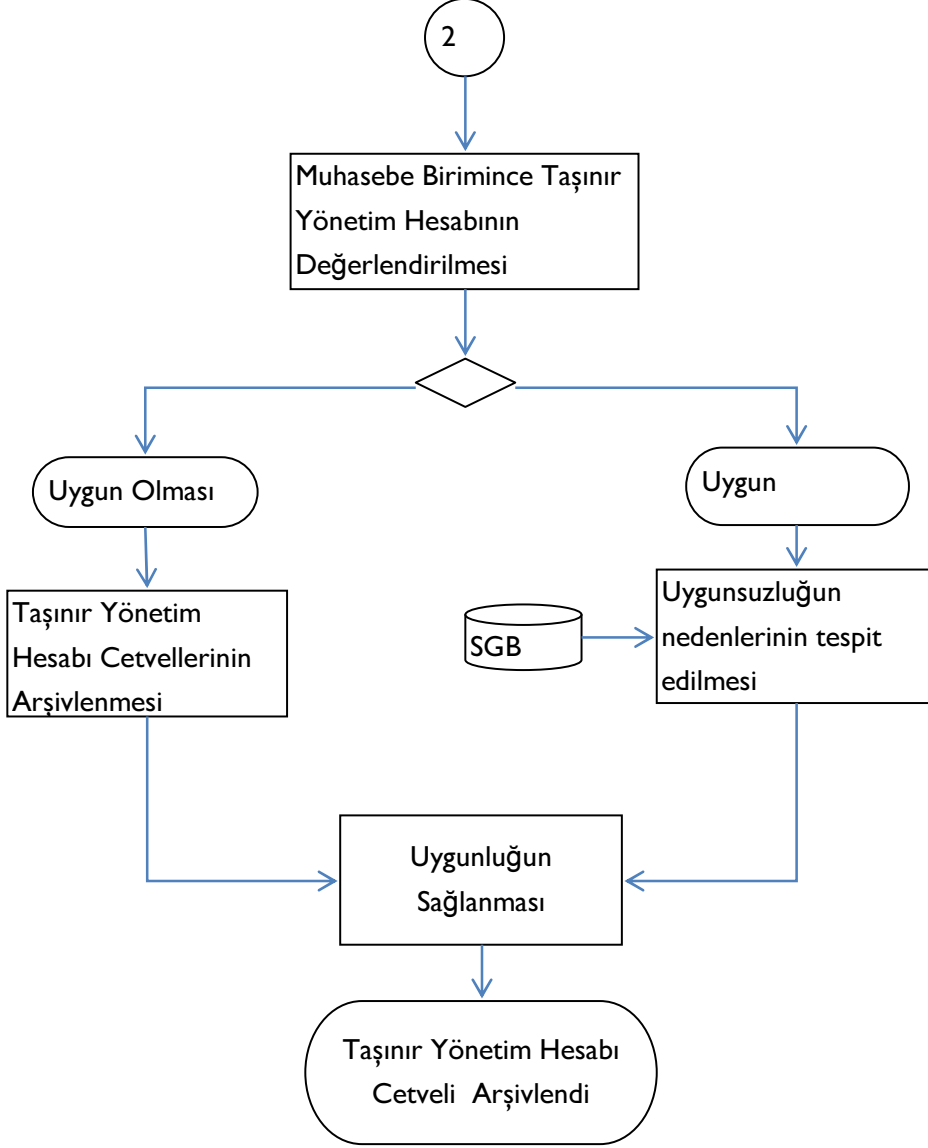 2
Muhasebe Birimince Taşınır
Yönetim Hesabının
Değerlendirilmesi
Uygun Olması
Uygun
Taşınır Yönetim
Hesabı Cetvellerinin
Arşivlenmesi
SGB
Uygunsuzluğun
nedenlerinin tespit
edilmesi
Uygunluğun
Sağlanması
Taşınır Yönetim Hesabı
Cetveli Arşivlendi